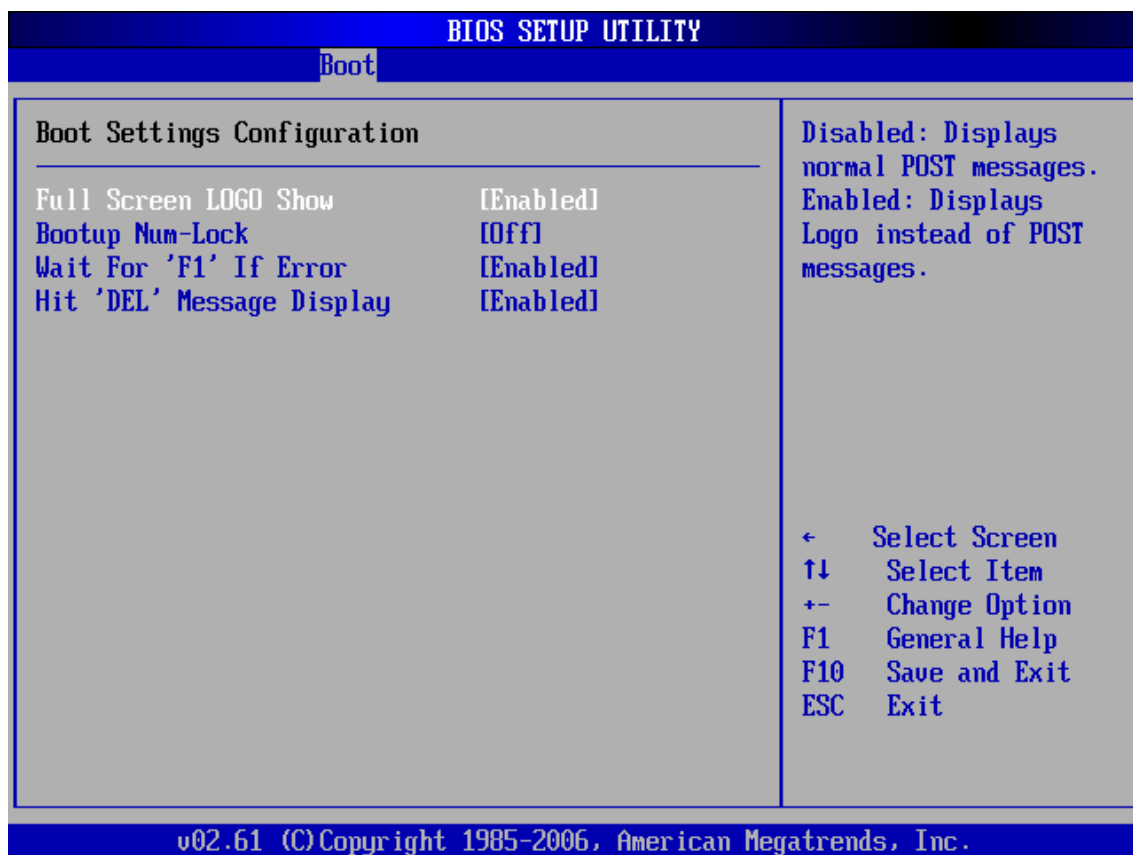 BIOS SETUP UTILITY
Boot
Boot Settings Configuration
Full Screen LOGO Show [Enabled]
Bootup Num-Lock [Off]
Wait For 'F1' If Error [Enabled]
Hit 'DEL' Message Display [Enabled]
Disabled: Displays
normal POST messages.
Enabled: Displays
Logo instead of POST
messages.
← Select Screen
↑↓ Select Item
+- Change Option
F1 General Help
F10 Save and Exit
ESC Exit
v02.61 (C)Copyright 1985-2006, American Megatrends, Inc.